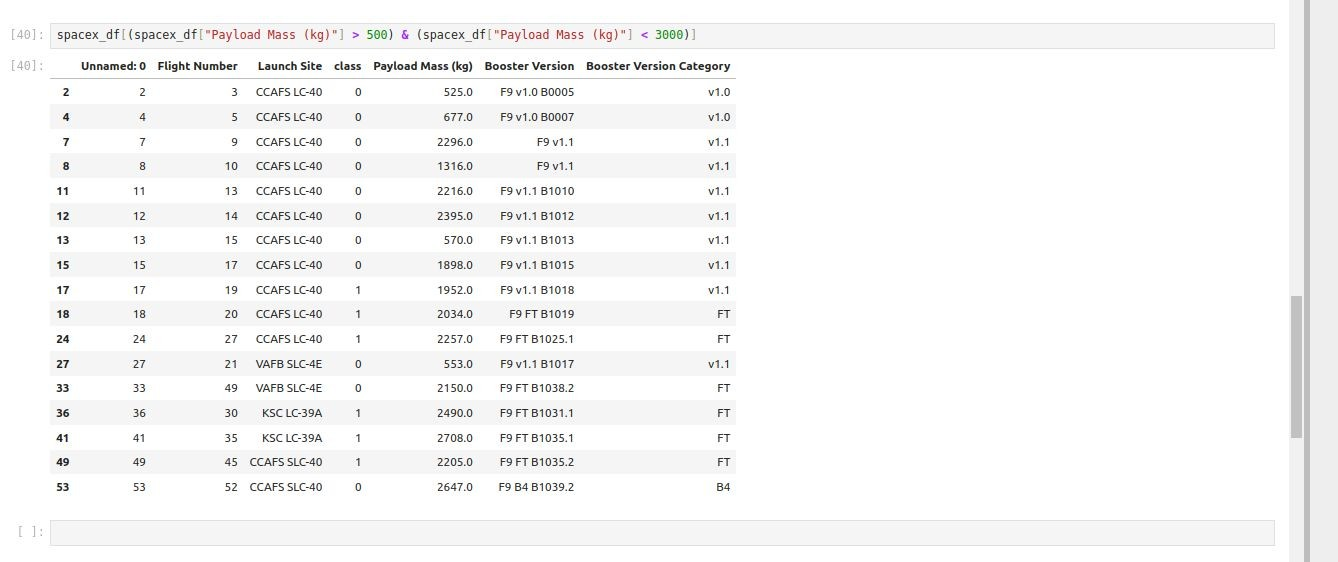 [40]: spacex_df[(spacex_df["Payload Mass (kg)"] > 500) & (spacex_df["Payload Mass (kg)"] < 3000)]
[40]: Unnamed: 0 Flight Number Launch Site class Payload Mass (kg) Booster Version Booster Version Category
2 2 3 CCAFS LC-40 0 525.0 F9 v1.0 B0005 v1.0
4 4 5 CCAFS LC-40 0 677.0 F9 v1.0 B0007 v1.0
7 7 9 CCAFS LC-40 0 2296.0 F9 v1.1 v1.1
8 8 10 CCAFS LC-40 0 1316.0 F9 v1.1 v1.1
11 11 13 CCAFS LC-40 0 2216.0 F9 v1.1 B1010 v1.1
12 12 14 CCAFS LC-40 0 2395.0 F9 v1.1 B1012 v1.1
13 13 15 CCAFS LC-40 0 570.0 F9 v1.1 B1013 v1.1
15 15 17 CCAFS LC-40 0 1898.0 F9 v1.1 B1015 v1.1
17 17 19 CCAFS LC-40 1 1952.0 F9 v1.1 B1018 v1.1
18 18 20 CCAFS LC-40 1 2034.0 F9 FT B1019 FT
24 24 27 CCAFS LC-40 1 2257.0 F9 FT B1025.1 FT
27 27 21 VAFB SLC-4E 0 553.0 F9 v1.1 B1017 v1.1
33 33 49 VAFB SLC-4E 0 2150.0 F9 FT B1038.2 FT
36 36 30 KSC LC-39A 1 2490.0 F9 FT B1031.1 FT
41 41 35 KSC LC-39A 1 2708.0 F9 FT B1035.1 FT
49 49 45 CCAFS SLC-40 1 2205.0 F9 FT B1035.2 FT
53 53 52 CCAFS SLC-40 0 2647.0 F9 B4 B1039.2 B4
[ ]: